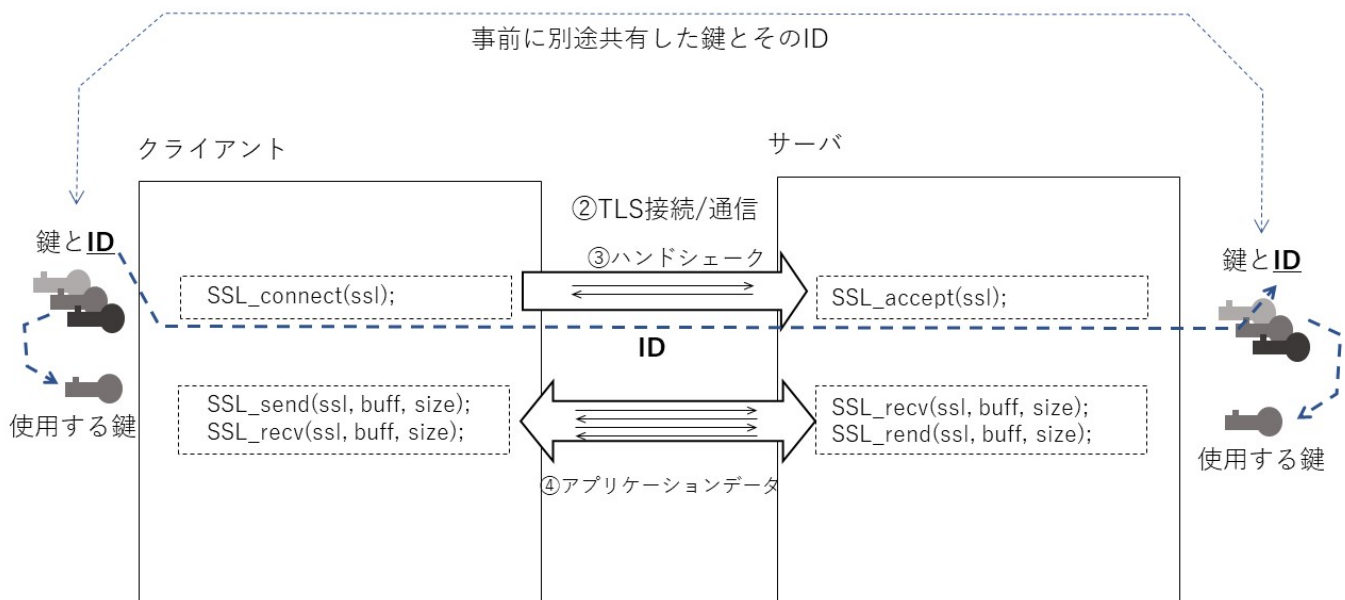 事前に別途共有した鍵とそのID
クライアント
サーバ
②TLS接続/通信
鍵とID
③ハンドシェーク
鍵とID
SSL_connect(ssl);
SSL_accept(ssl);
ID
SSL_send(ssl, buff, size);
SSL_recv(ssl, buff, size);
SSL_recv(ssl, buff, size);
SSL_rend(ssl, buff, size);
使用する鍵
使用する鍵
④アプリケーションデータ